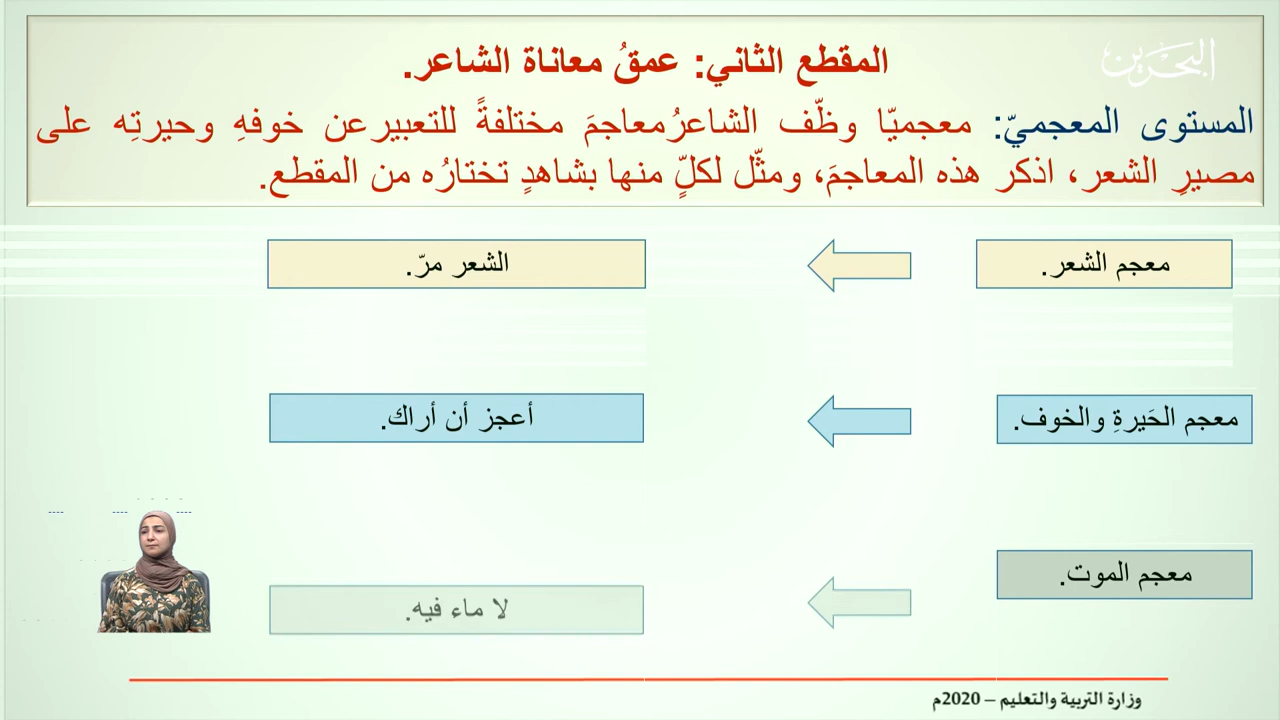 البحرين
المقطع الثاني: عمقُ معاناة الشاعر.
المستوى المعجميّ: معجميّا وظّف الشاعرُمعاجمَ مختلفةً للتعبيرعن خوفهِ وحيرتِه على
مصيرِ الشعر، اذكر هذه المعاجمَ، ومثّل لكلٍّ منها بشاهدٍ تختارُه من المقطع.
معجم الشعر.
الشعر مرّ.
معجم الحَيرةِ والخوف.
أعجز أن أراك.
معجم الموت.
لا ماء فيه.
وزارة التربية والتعليم – 2020م